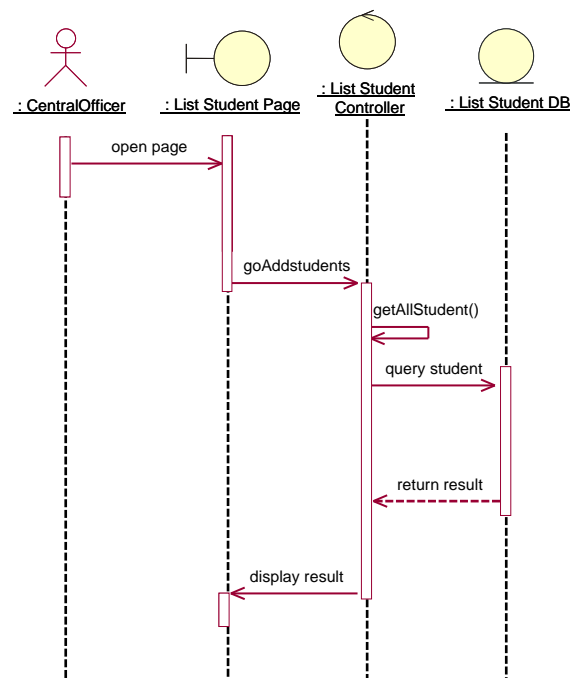 : CentralOfficer
: List Student Page
: List Student
Controller
: List Student DB
open page
goAddstudents
getAllStudent()
query student
return result
display result